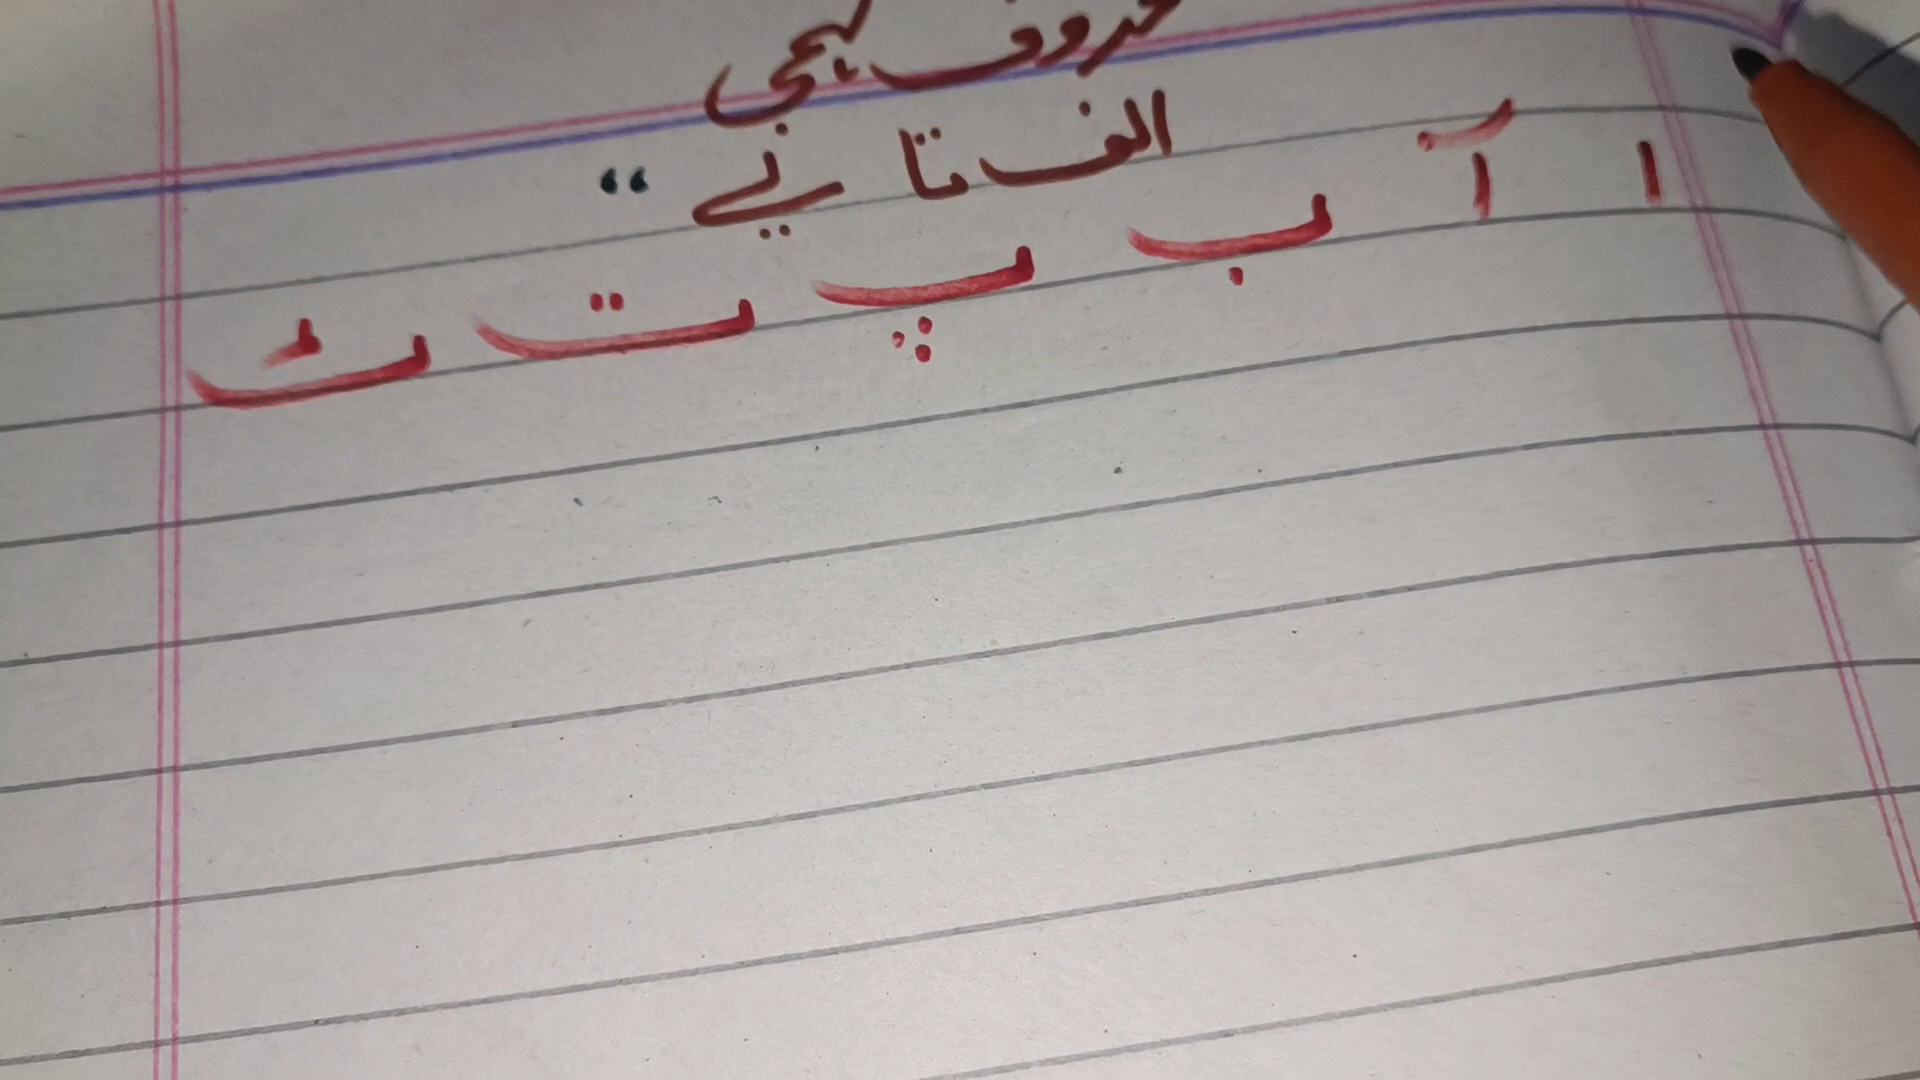 حروف تہجی
الف تا یے “
ا آ ب پ ت ٹ